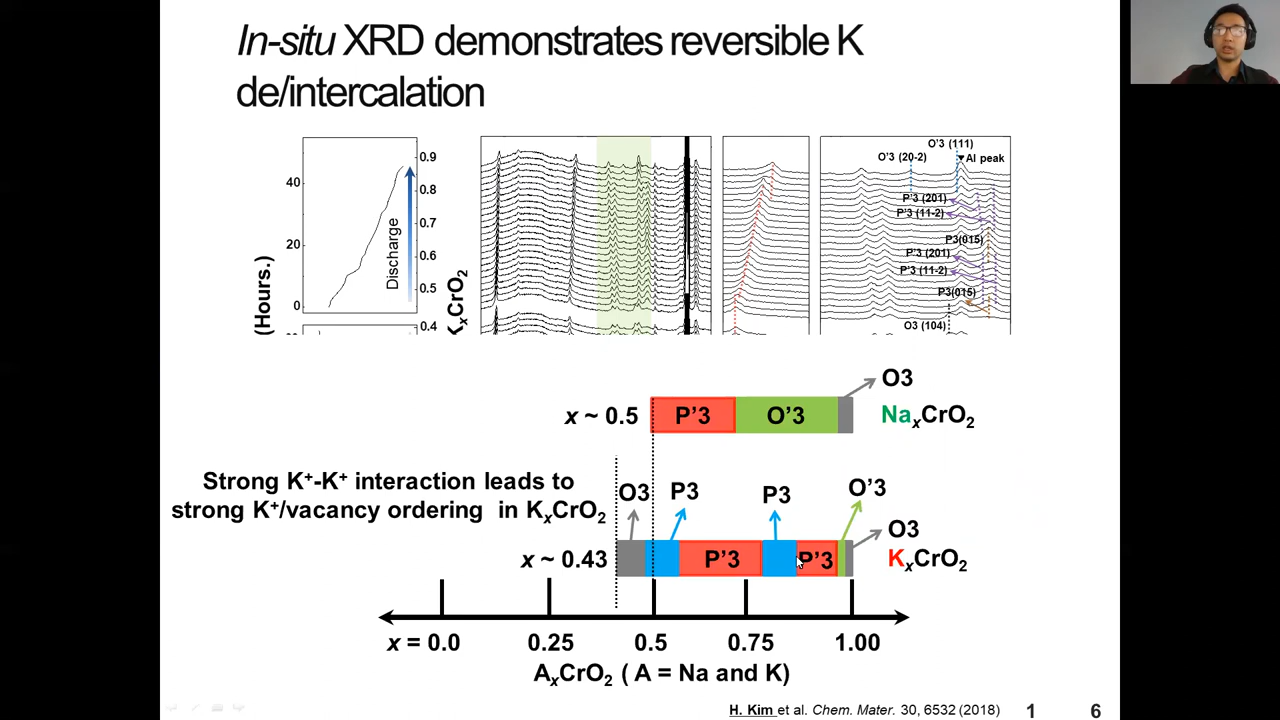 In-situ XRD demonstrates reversible K
de/intercalation
40
20
0
(Hours.)
Discharge
0.9
0.8
0.7
0.6
0.5
0.4
KₓCrO₂
O'3 (111)
O'3 (20-2)
Al peak
P'3 (201)
P'3 (11-2)
P3(015)
P'3 (201)
P'3 (11-2)
P3(015)
O3 (104)
O3
x ~ 0.5
P'3
O'3
NaₓCrO₂
Strong K⁺-K⁺ interaction leads to
strong K⁺/vacancy ordering in KₓCrO₂
O3
P3
P3
O'3
O3
x ~ 0.43
P'3
P'3
KₓCrO₂
x = 0.0
0.25
0.5
0.75
1.00
AₓCrO₂ ( A = Na and K)
H. Kim et al. Chem. Mater. 30, 6532 (2018)
1
6